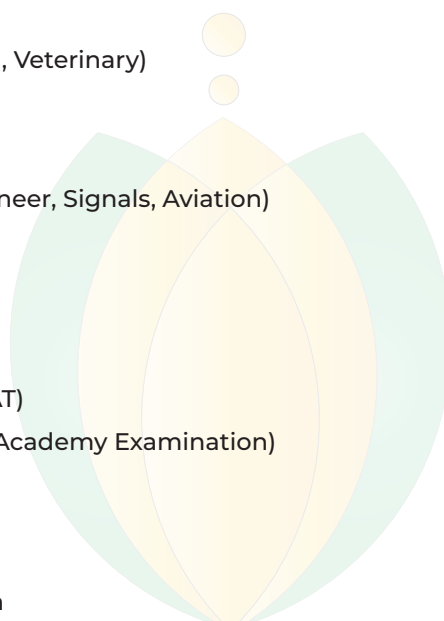 , Veterinary)
neer, Signals, Aviation)
AT)
Academy Examination)